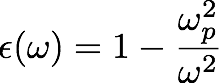 ϵ(ω) = 1 − ω_p^2/ω^2